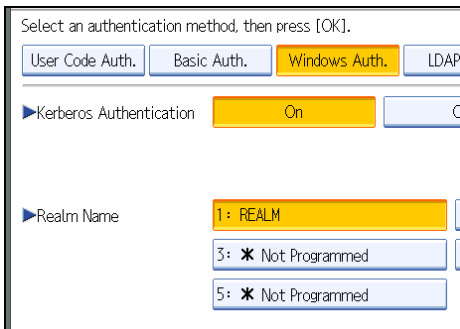 Select an authentication method, then press [OK].
User Code Auth. Basic Auth. Windows Auth. LDAP
►Kerberos Authentication On
►Realm Name 1: REALM
3: ✱ Not Programmed
5: ✱ Not Programmed